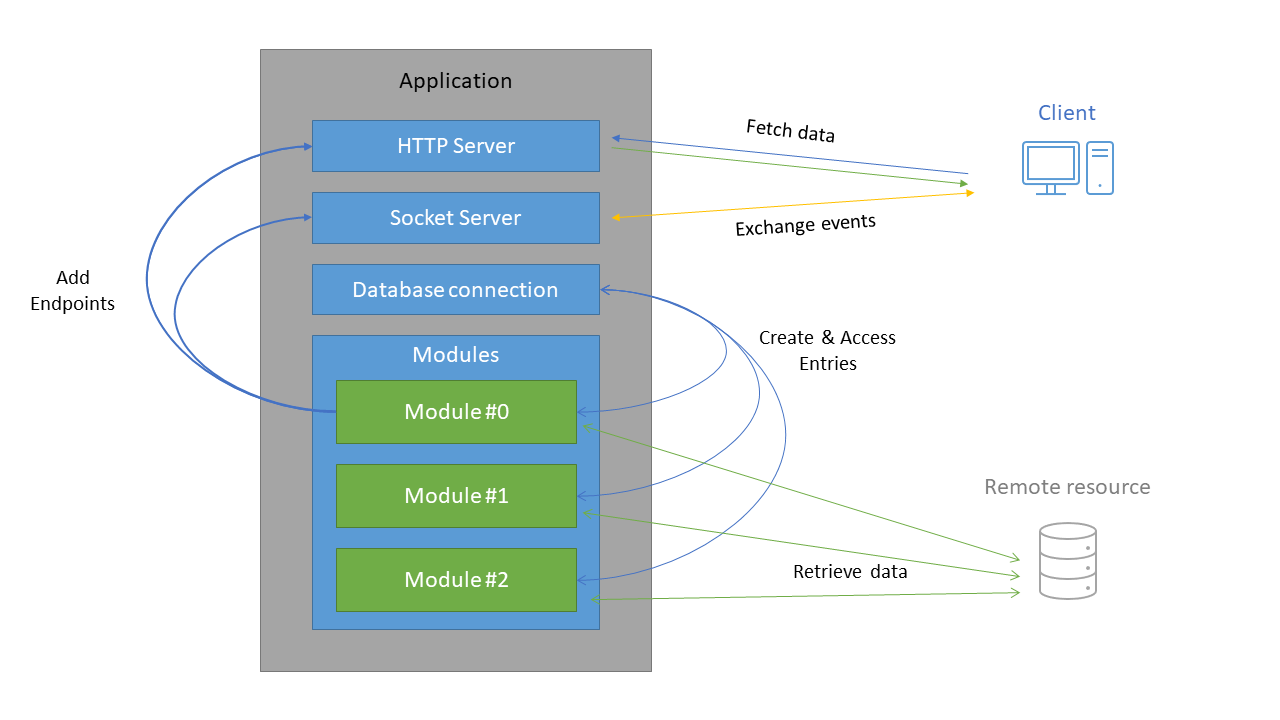 Application
HTTP Server
Socket Server
Database connection
Modules
Module #0
Module #1
Module #2
Add
Endpoints
Fetch data
Exchange events
Client
Create & Access
Entries
Remote resource
Retrieve data